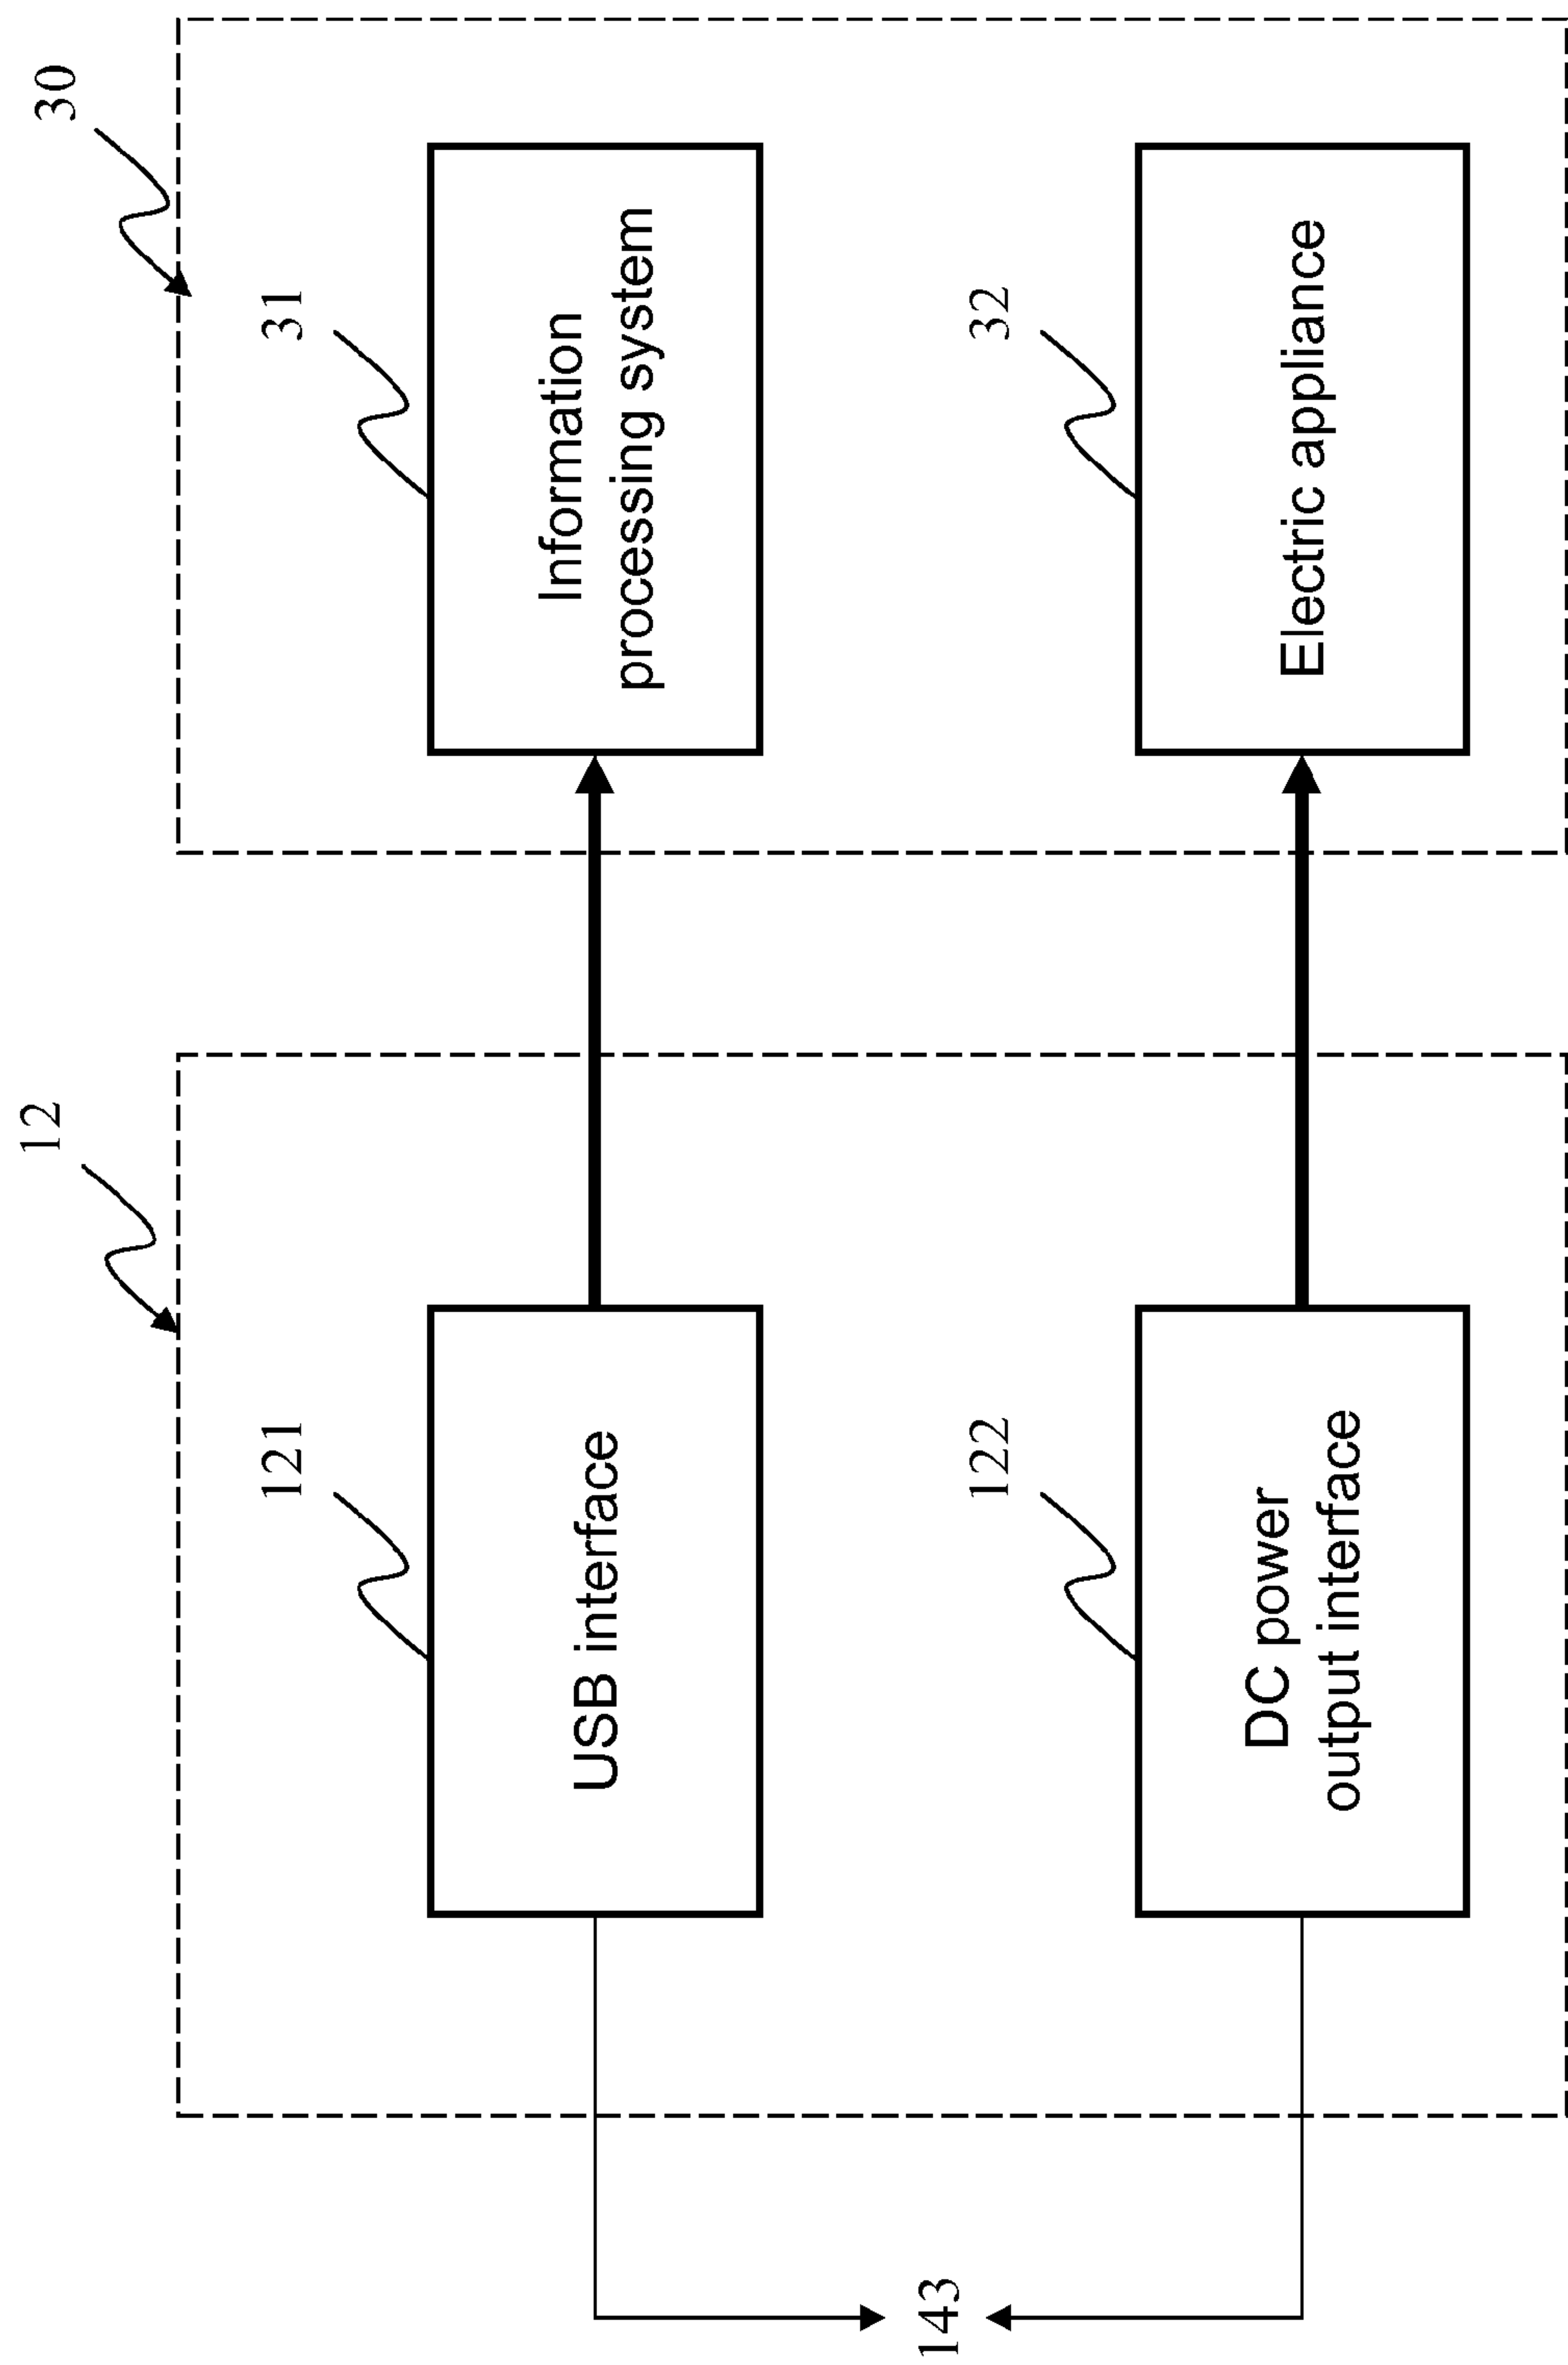 12
30
121
31
USB interface
Information
processing system
143
122
32
DC power
output interface
Electric appliance